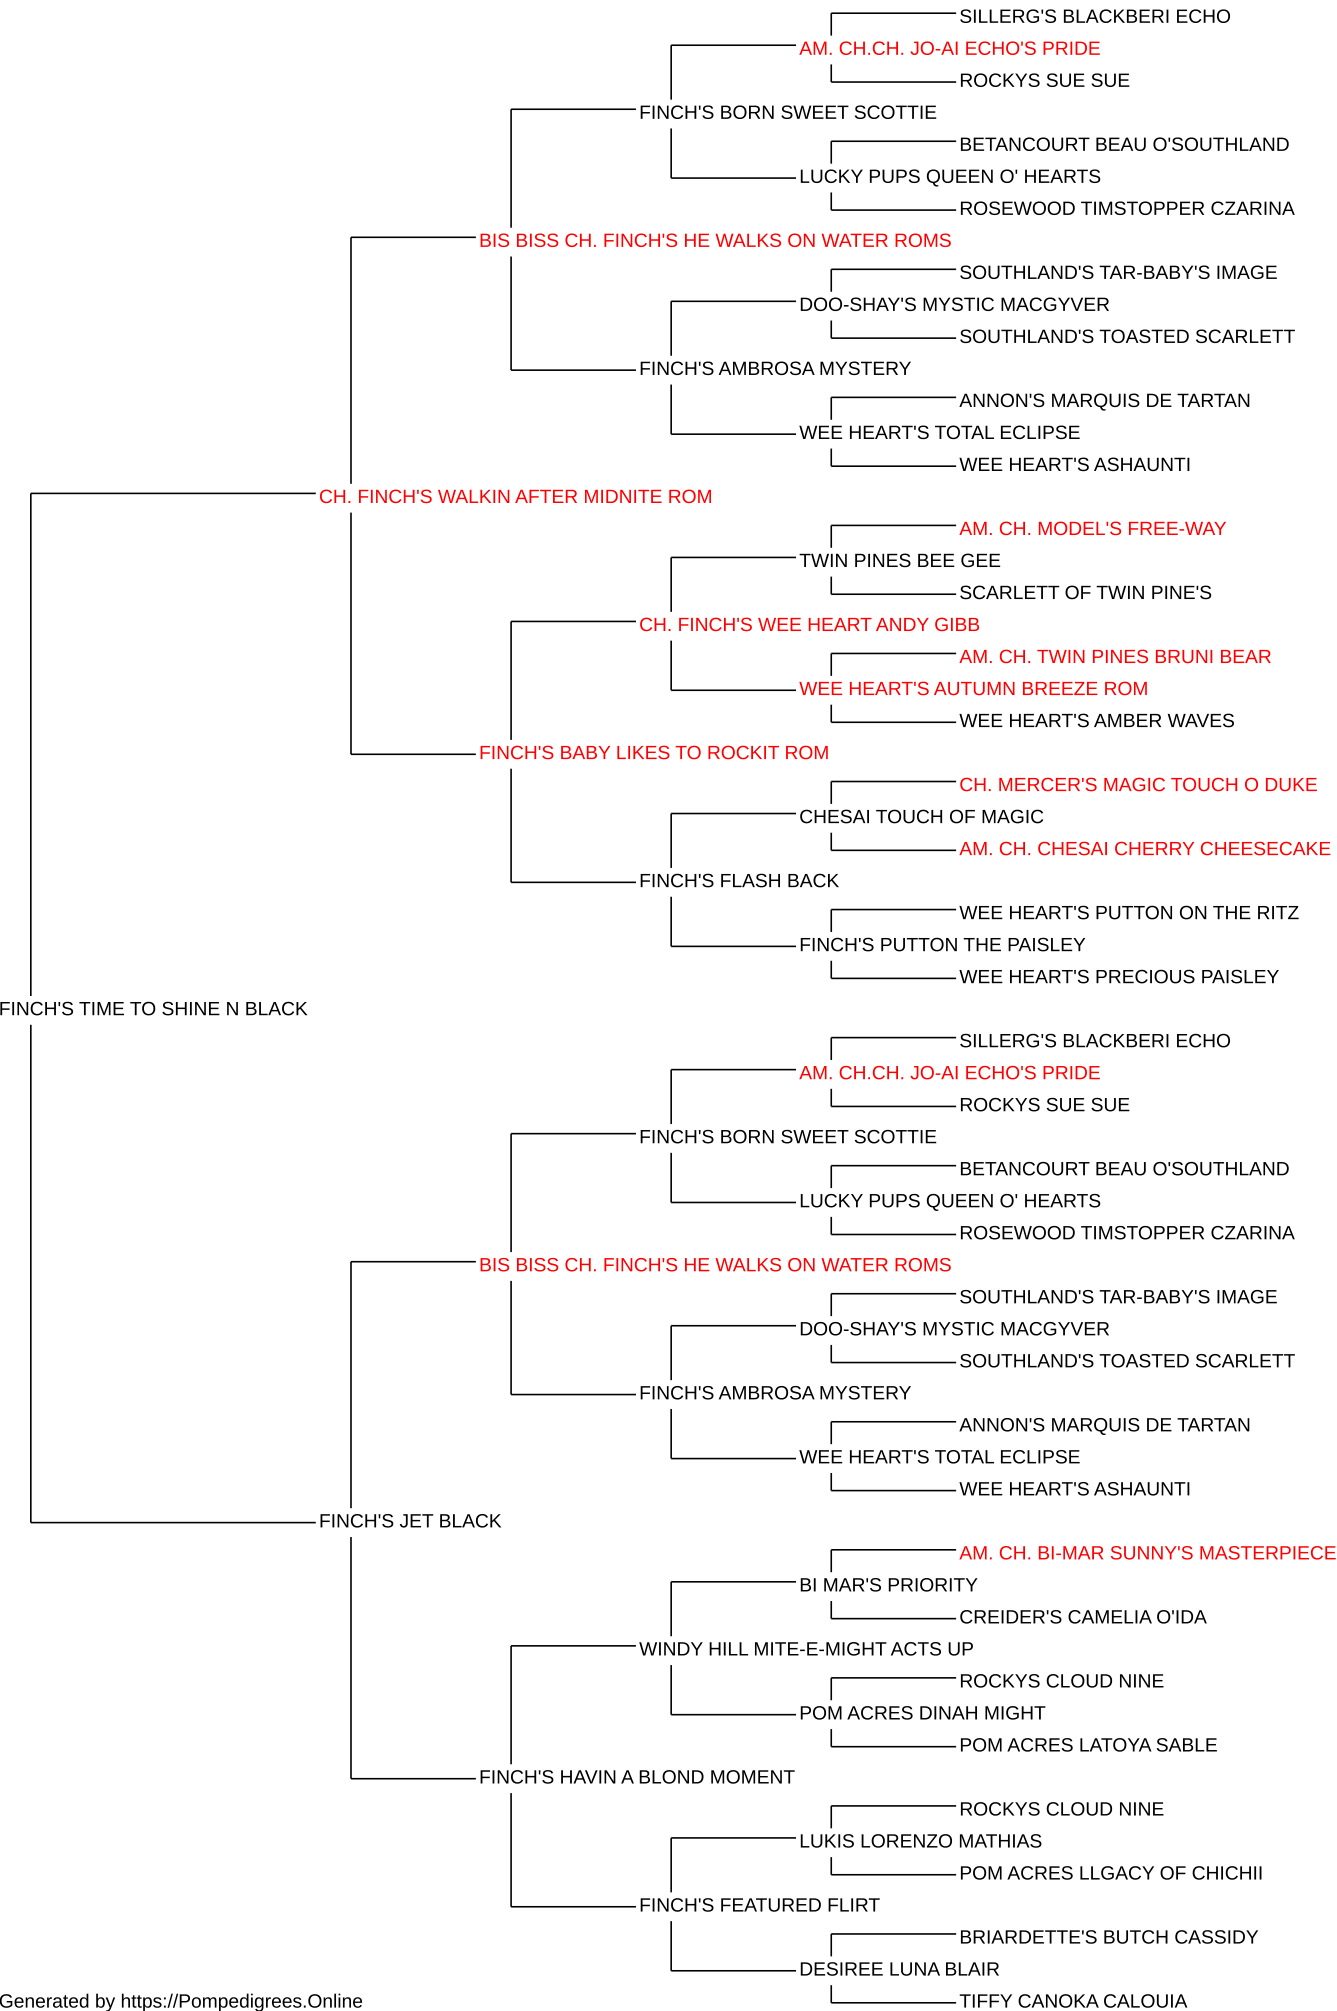 SILLERG'S BLACKBERI ECHO
AM. CH.CH. JO-AI ECHO'S PRIDE
ROCKYS SUE SUE
FINCH'S BORN SWEET SCOTTIE
BETANCOURT BEAU O'SOUTHLAND
LUCKY PUPS QUEEN O' HEARTS
ROSEWOOD TIMSTOPPER CZARINA
BIS BISS CH. FINCH'S HE WALKS ON WATER ROMS
SOUTHLAND'S TAR-BABY'S IMAGE
DOO-SHAY'S MYSTIC MACGYVER
SOUTHLAND'S TOASTED SCARLETT
FINCH'S AMBROSA MYSTERY
ANNON'S MARQUIS DE TARTAN
WEE HEART'S TOTAL ECLIPSE
WEE HEART'S ASHAUNTI
CH. FINCH'S WALKIN AFTER MIDNITE ROM
AM. CH. MODEL'S FREE-WAY
TWIN PINES BEE GEE
SCARLETT OF TWIN PINE'S
CH. FINCH'S WEE HEART ANDY GIBB
AM. CH. TWIN PINES BRUNI BEAR
WEE HEART'S AUTUMN BREEZE ROM
WEE HEART'S AMBER WAVES
FINCH'S BABY LIKES TO ROCKIT ROM
CH. MERCER'S MAGIC TOUCH O DUKE
CHESAI TOUCH OF MAGIC
AM. CH. CHESAI CHERRY CHEESECAKE
FINCH'S FLASH BACK
WEE HEART'S PUTTON ON THE RITZ
FINCH'S PUTTON THE PAISLEY
WEE HEART'S PRECIOUS PAISLEY
FINCH'S TIME TO SHINE N BLACK
SILLERG'S BLACKBERI ECHO
AM. CH.CH. JO-AI ECHO'S PRIDE
ROCKYS SUE SUE
FINCH'S BORN SWEET SCOTTIE
BETANCOURT BEAU O'SOUTHLAND
LUCKY PUPS QUEEN O' HEARTS
ROSEWOOD TIMSTOPPER CZARINA
BIS BISS CH. FINCH'S HE WALKS ON WATER ROMS
SOUTHLAND'S TAR-BABY'S IMAGE
DOO-SHAY'S MYSTIC MACGYVER
SOUTHLAND'S TOASTED SCARLETT
FINCH'S AMBROSA MYSTERY
ANNON'S MARQUIS DE TARTAN
WEE HEART'S TOTAL ECLIPSE
WEE HEART'S ASHAUNTI
FINCH'S JET BLACK
AM. CH. BI-MAR SUNNY'S MASTERPIECE
BI MAR'S PRIORITY
CREIDER'S CAMELIA O'IDA
WINDY HILL MITE-E-MIGHT ACTS UP
ROCKYS CLOUD NINE
POM ACRES DINAH MIGHT
POM ACRES LATOYA SABLE
FINCH'S HAVIN A BLOND MOMENT
ROCKYS CLOUD NINE
LUKIS LORENZO MATHIAS
POM ACRES LLGACY OF CHICHII
FINCH'S FEATURED FLIRT
BRIARDETTE'S BUTCH CASSIDY
DESIREE LUNA BLAIR
TIFFY CANOKA CALOUIA
Generated by https://Pompedigrees.Online